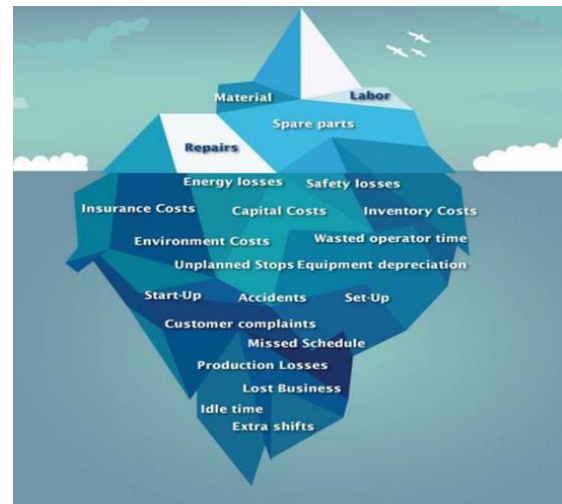 Material
Labor
Spare parts
Repairs
Energy losses
Safety losses
Insurance Costs
Capital Costs
Inventory Costs
Environment Costs
Wasted operator time
Unplanned Stops
Equipment depreciation
Start-Up
Accidents
Set-Up
Customer complaints
Missed Schedule
Production Losses
Lost Business
Idle time
Extra shifts